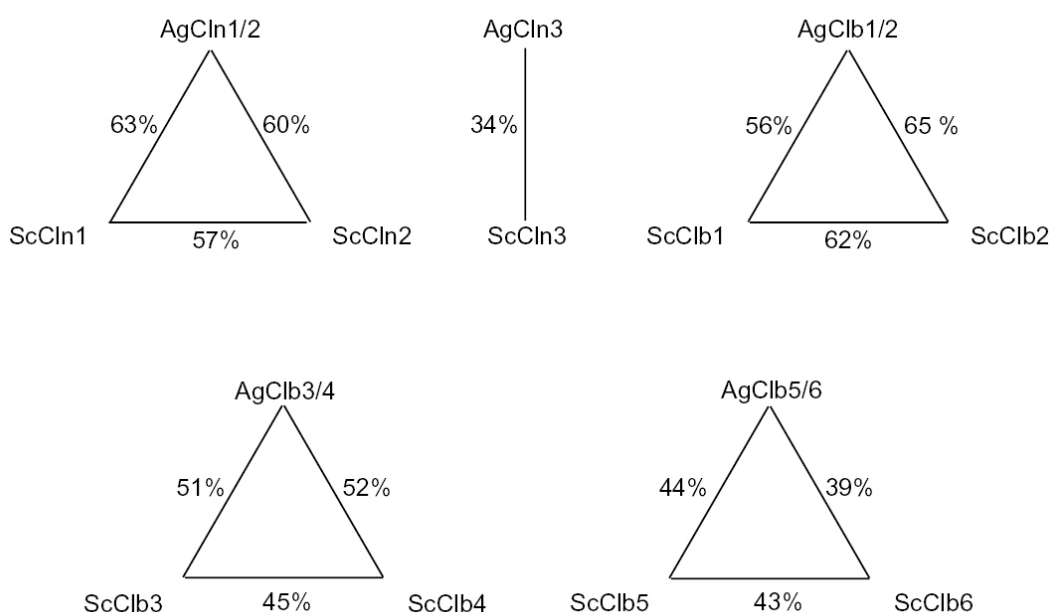 AgCln1/2
AgCln3
AgClb1/2
63%
60%
34%
56%
65 %
ScCln1
57%
ScCln2
ScCln3
ScClb1
62%
ScClb2
AgClb3/4
AgClb5/6
51%
52%
44%
39%
ScClb3
45%
ScClb4
ScClb5
43%
ScClb6